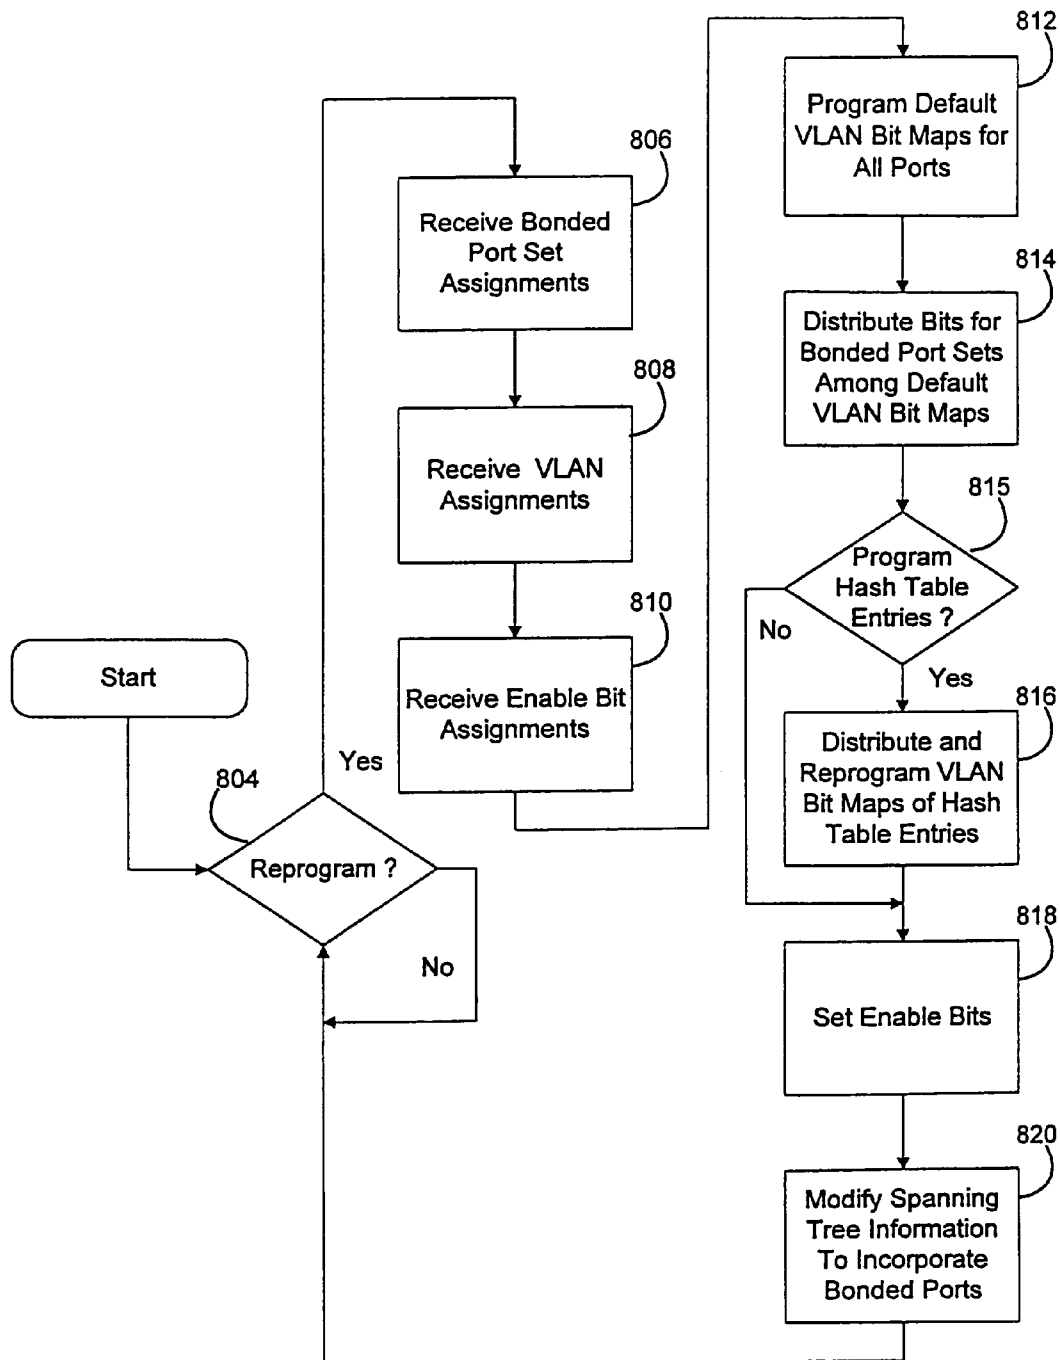 Start
804
Reprogram ?
Yes
No
806
Receive Bonded
Port Set
Assignments
808
Receive VLAN
Assignments
810
Receive Enable Bit
Assignments
812
Program Default
VLAN Bit Maps for
All Ports
814
Distribute Bits for
Bonded Port Sets
Among Default
VLAN Bit Maps
815
Program
Hash Table
Entries ?
No
Yes
816
Distribute and
Reprogram VLAN
Bit Maps of Hash
Table Entries
818
Set Enable Bits
820
Modify Spanning
Tree Information
To Incorporate
Bonded Ports